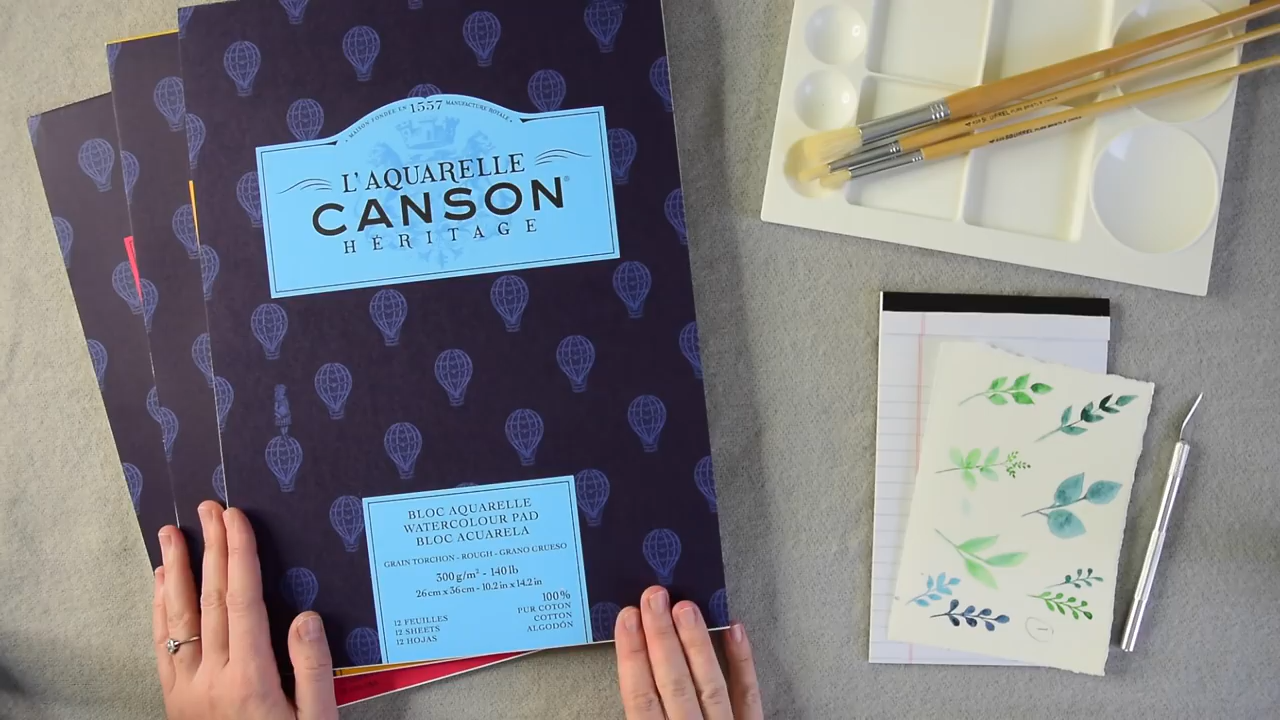 MAISON FONDÉE EN 1557 MANUFACTURE ROYALE
L'AQUARELLE
CANSON®
HÉRITAGE
BLOC AQUARELLE
WATERCOLOUR PAD
BLOC ACUARELA
GRAIN TORCHON - ROUGH - GRANO GRUESO
300 g/m² - 140 lb
26 cm x 36 cm - 10.2 in x 14.2 in
12 FEUILLES
12 SHEETS
12 HOJAS
100%
PUR COTON
COTTON
ALGODÓN
1